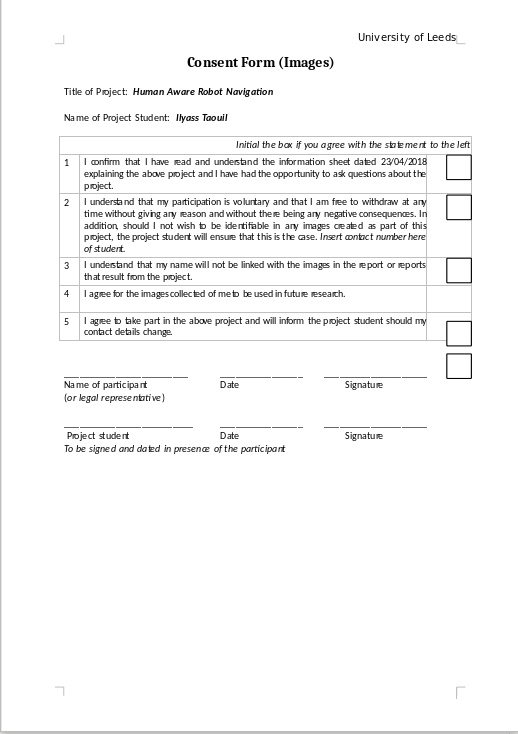 University of Leeds
Consent Form (Images)
Title of Project: Human Aware Robot Navigation
Name of Project Student: Ilyass Taouil
Initial the box if you agree with the statement to the left
1 I confirm that I have read and understand the information sheet dated 23/04/2018
explaining the above project and I have had the opportunity to ask questions about the
project.
2 I understand that my participation is voluntary and that I am free to withdraw at any
time without giving any reason and without there being any negative consequences. In
addition, should I not wish to be identifiable in any images created as part of this
project, the project student will ensure that this is the case. Insert contact number here
of student.
3 I understand that my name will not be linked with the images in the report or reports
that result from the project.
4 I agree for the images collected of me to be used in future research.
5 I agree to take part in the above project and will inform the project student should my
contact details change.
Name of participant Date Signature
(or legal representative)
Project student Date Signature
To be signed and dated in presence of the participant